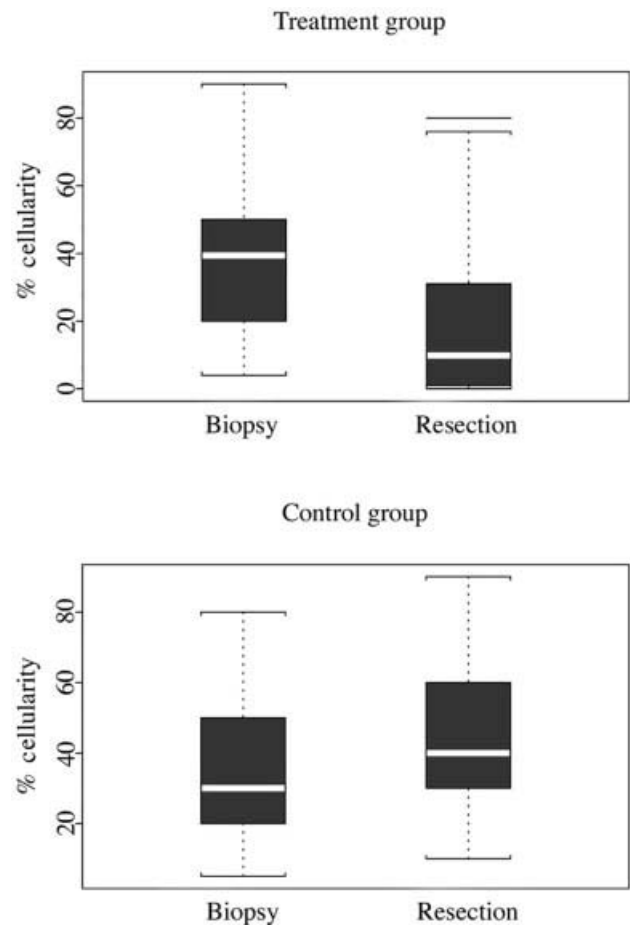 Treatment group
% cellularity
80
60
40
20
0
Biopsy Resection
Control group
% cellularity
80
60
40
20
Biopsy Resection